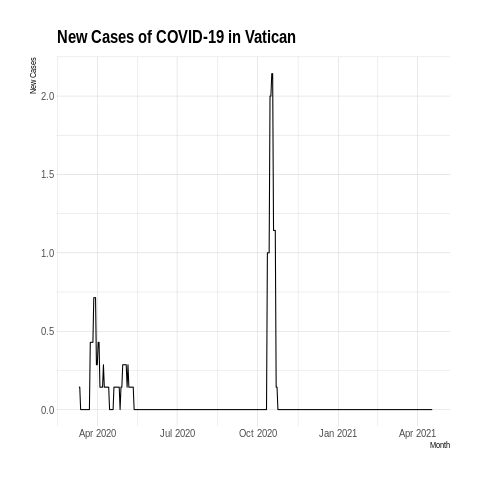 New Cases of COVID-19 in Vatican
New Cases
2.0
1.5
1.0
0.5
0.0
Apr 2020 Jul 2020 Oct 2020 Jan 2021 Apr 2021
Month